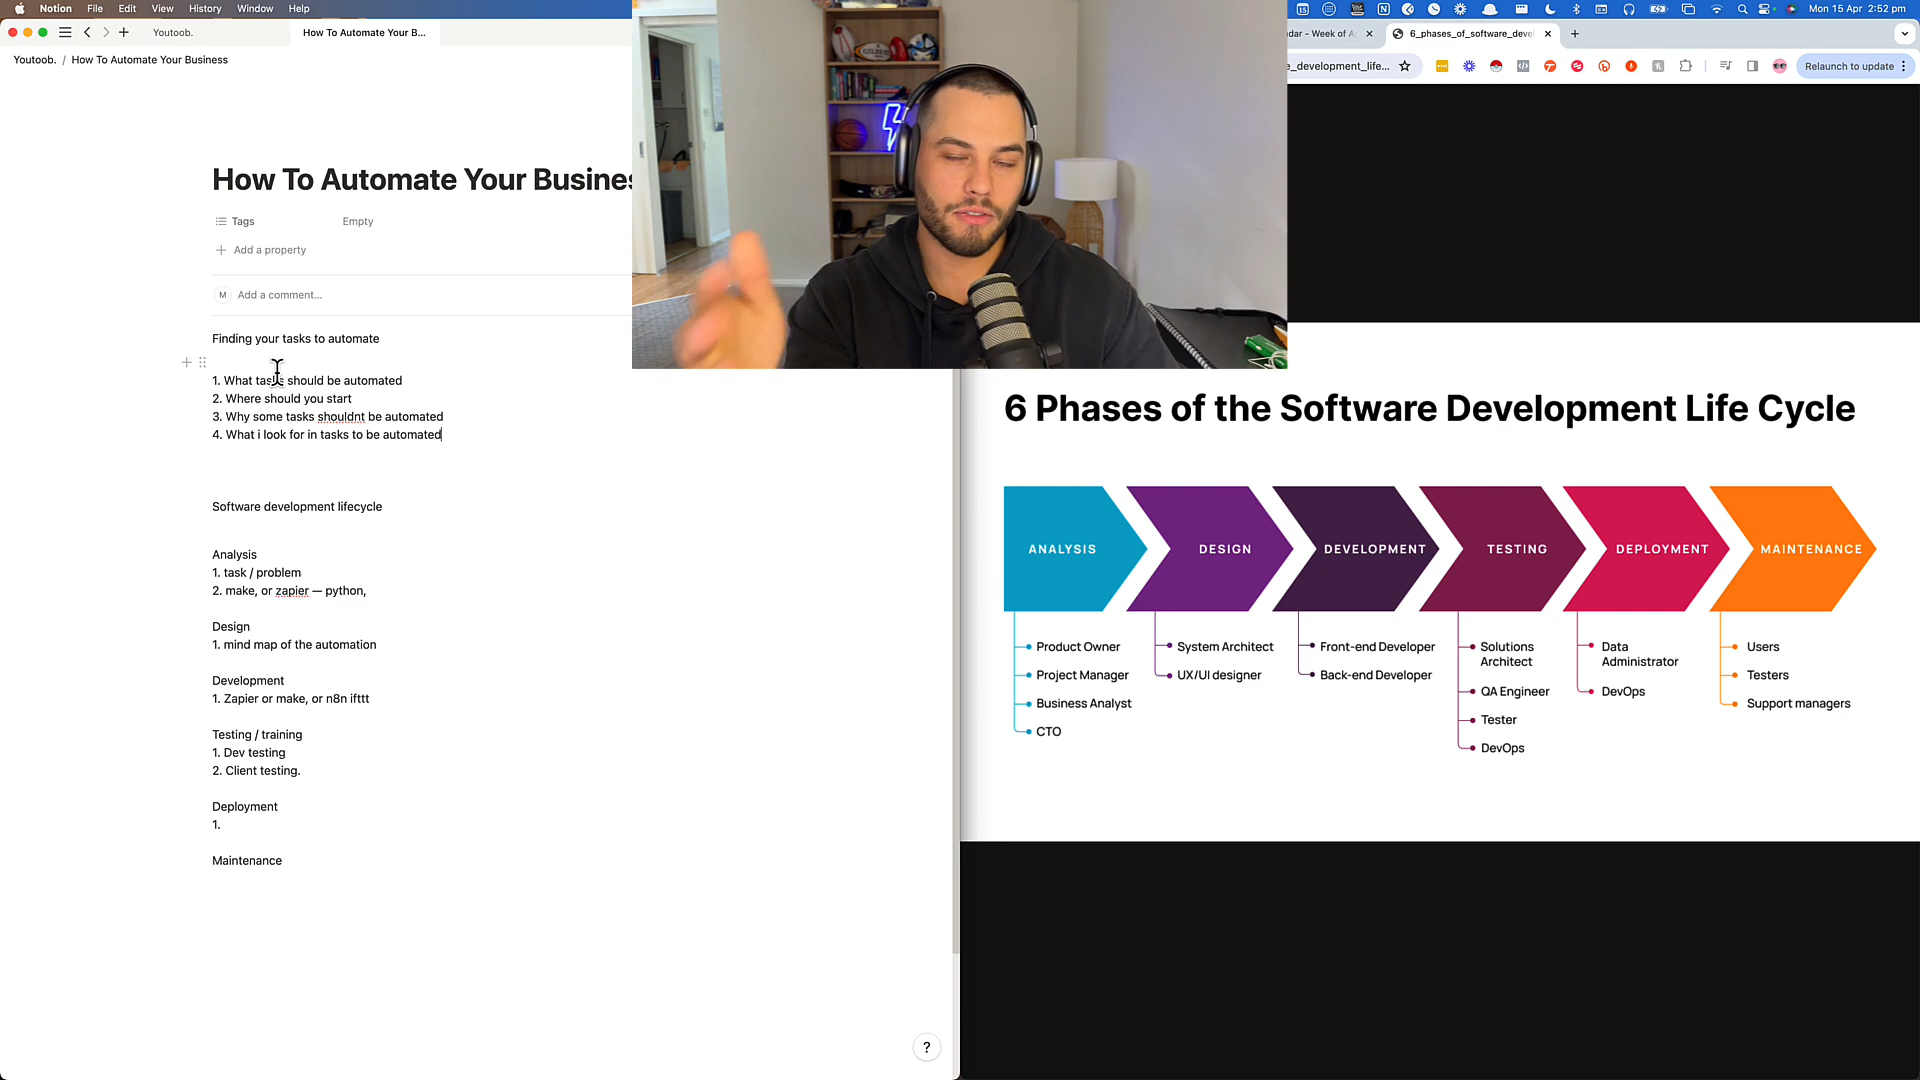 Notion File Edit View History Window Help
Mon 15 Apr 2:52 pm
Youtoob.
How To Automate Your B...
Youtoob. / How To Automate Your Business
How To Automate Your Busines
Tags Empty
Add a property
M Add a comment...
Finding your tasks to automate
1. What tasks should be automated
2. Where should you start
3. Why some tasks shouldnt be automated
4. What i look for in tasks to be automated
Software development lifecycle
Analysis
1. task / problem
2. make, or zapier — python,
Design
1. mind map of the automation
Development
1. Zapier or make, or n8n ifttt
Testing / training
1. Dev testing
2. Client testing.
Deployment
1.
Maintenance
?
GILBERT
dar - Week of A
6_phases_of_software_devel
e_development_life...
Relaunch to update
6 Phases of the Software Development Life Cycle
ANALYSIS
Product Owner
Project Manager
Business Analyst
CTO
DESIGN
System Architect
UX/UI designer
DEVELOPMENT
Front-end Developer
Back-end Developer
TESTING
Solutions
Architect
QA Engineer
Tester
DevOps
DEPLOYMENT
Data
Administrator
DevOps
MAINTENANCE
Users
Testers
Support managers